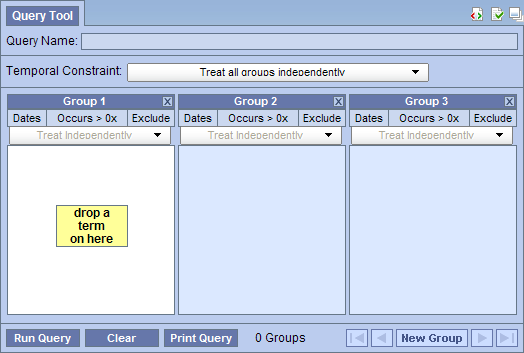 Query Tool
Query Name:
Temporal Constraint: Treat all groups independently
Group 1 X Group 2 X Group 3 X
Dates Occurs > 0x Exclude Dates Occurs > 0x Exclude Dates Occurs > 0x Exclude
Treat Independently Treat Independently Treat Independently
drop a
term
on here
Run Query Clear Print Query 0 Groups New Group